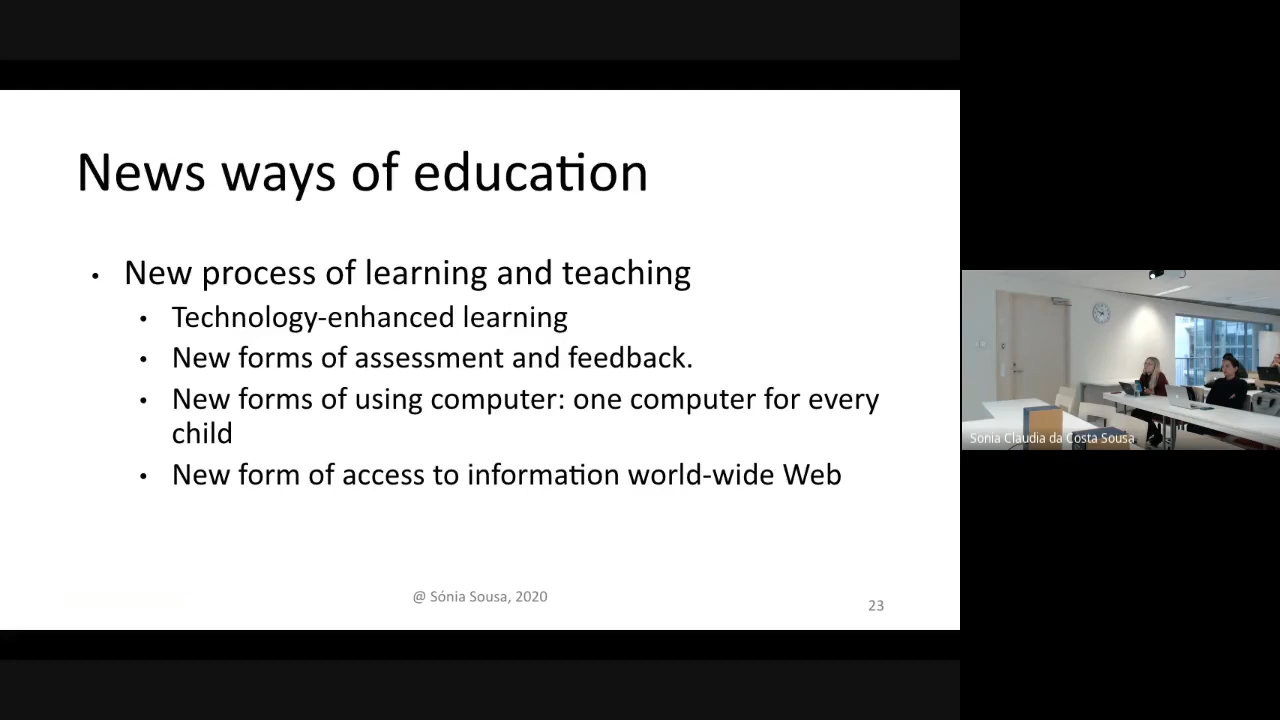 News ways of education
• New process of learning and teaching
• Technology-enhanced learning
• New forms of assessment and feedback.
• New forms of using computer: one computer for every
child
• New form of access to information world-wide Web
@ Sónia Sousa, 2020
23
Sonia Claudia da Costa Sousa